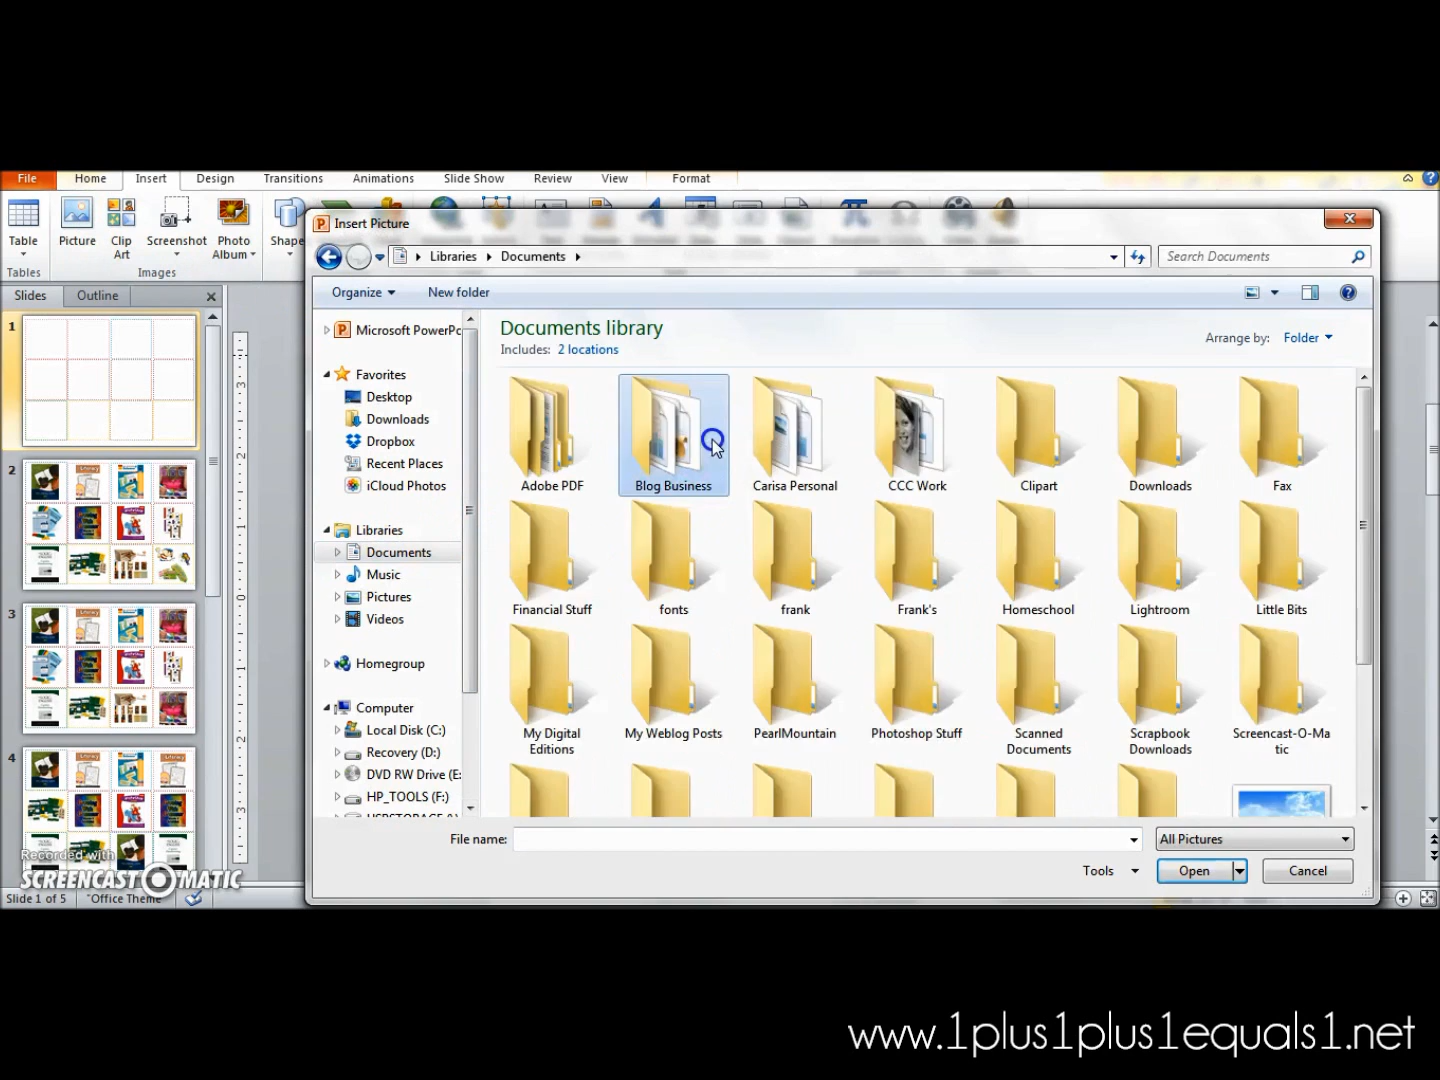 File Home Insert Design Transitions Animations Slide Show Review View Format
Table Picture Clip Art Screenshot Photo Album Shape
Tables Images
Slides Outline
Insert Picture
Libraries Documents
Search Documents
Organize New folder
Microsoft PowerPo
Favorites
Desktop
Downloads
Dropbox
Recent Places
iCloud Photos
Libraries
Documents
Music
Pictures
Videos
Homegroup
Computer
Local Disk (C:)
Recovery (D:)
DVD RW Drive (E:
HP_TOOLS (F:)
Documents library
Includes: 2 locations
Arrange by: Folder
Adobe PDF Blog Business Carisa Personal CCC Work Clipart Downloads Fax
Financial Stuff fonts frank Frank's Homeschool Lightroom Little Bits
My Digital Editions My Weblog Posts PearlMountain Photoshop Stuff Scanned Documents Scrapbook Downloads Screencast-O-Matic
File name: All Pictures
Tools Open Cancel
1
2
3
4
Recorded with
SCREENCAST O MATIC
Slide 1 of 5 "Office Theme"
www.1plus1plus1equals1.net